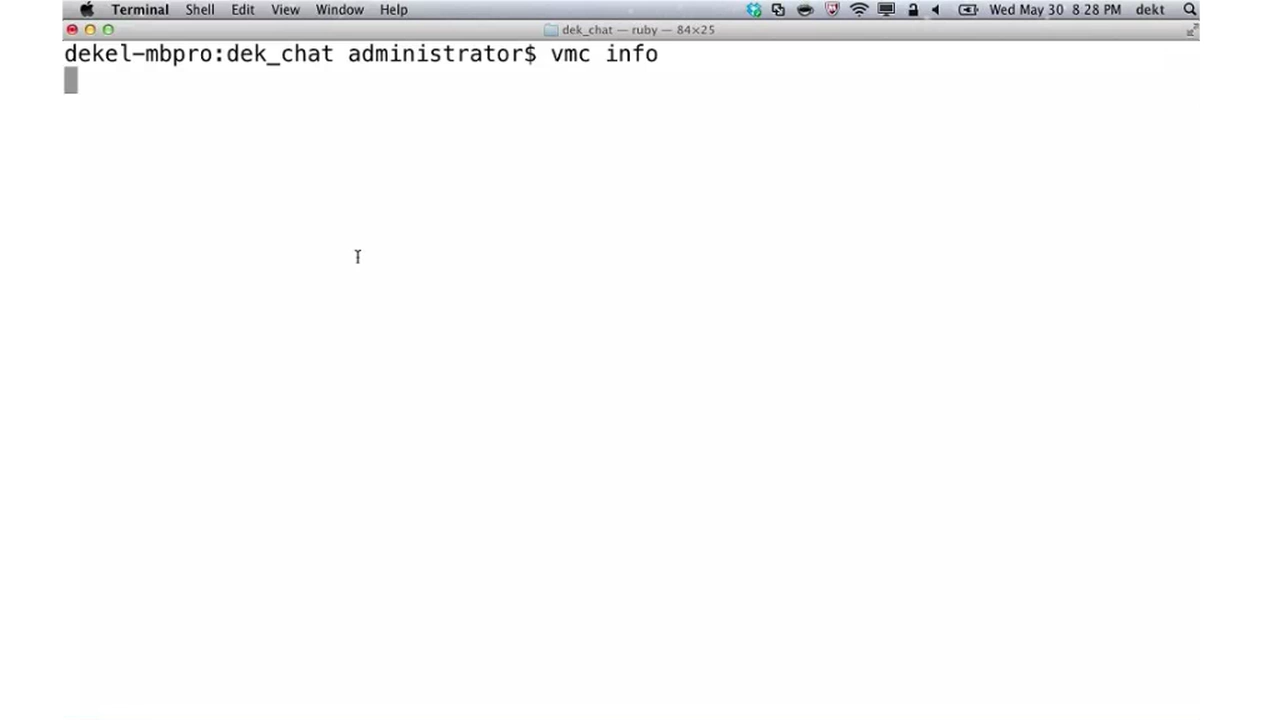 Terminal Shell Edit View Window Help Wed May 30 8:28 PM dekt
dek_chat — ruby — 84×25
dekel-mbpro:dek_chat administrator$ vmc info